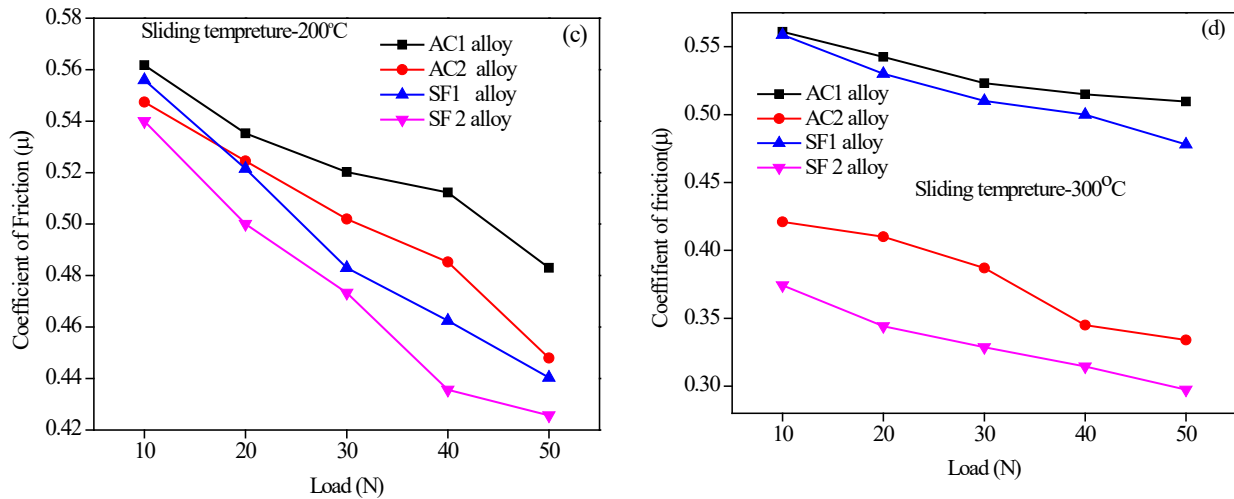 0.58
0.56
0.54
0.52
0.50
0.48
0.46
0.44
0.42
Coefficient of Friction (μ)
Sliding tempreture-200°C
(c)
AC1 alloy
AC2 alloy
SF1 alloy
SF 2 alloy
10 20 30 40 50
Load (N)
0.55
0.50
0.45
0.40
0.35
0.30
Coeffifient of friction(μ)
(d)
AC1 alloy
AC2 alloy
SF1 alloy
SF 2 alloy
Sliding tempreture-300°C
10 20 30 40 50
Load (N)